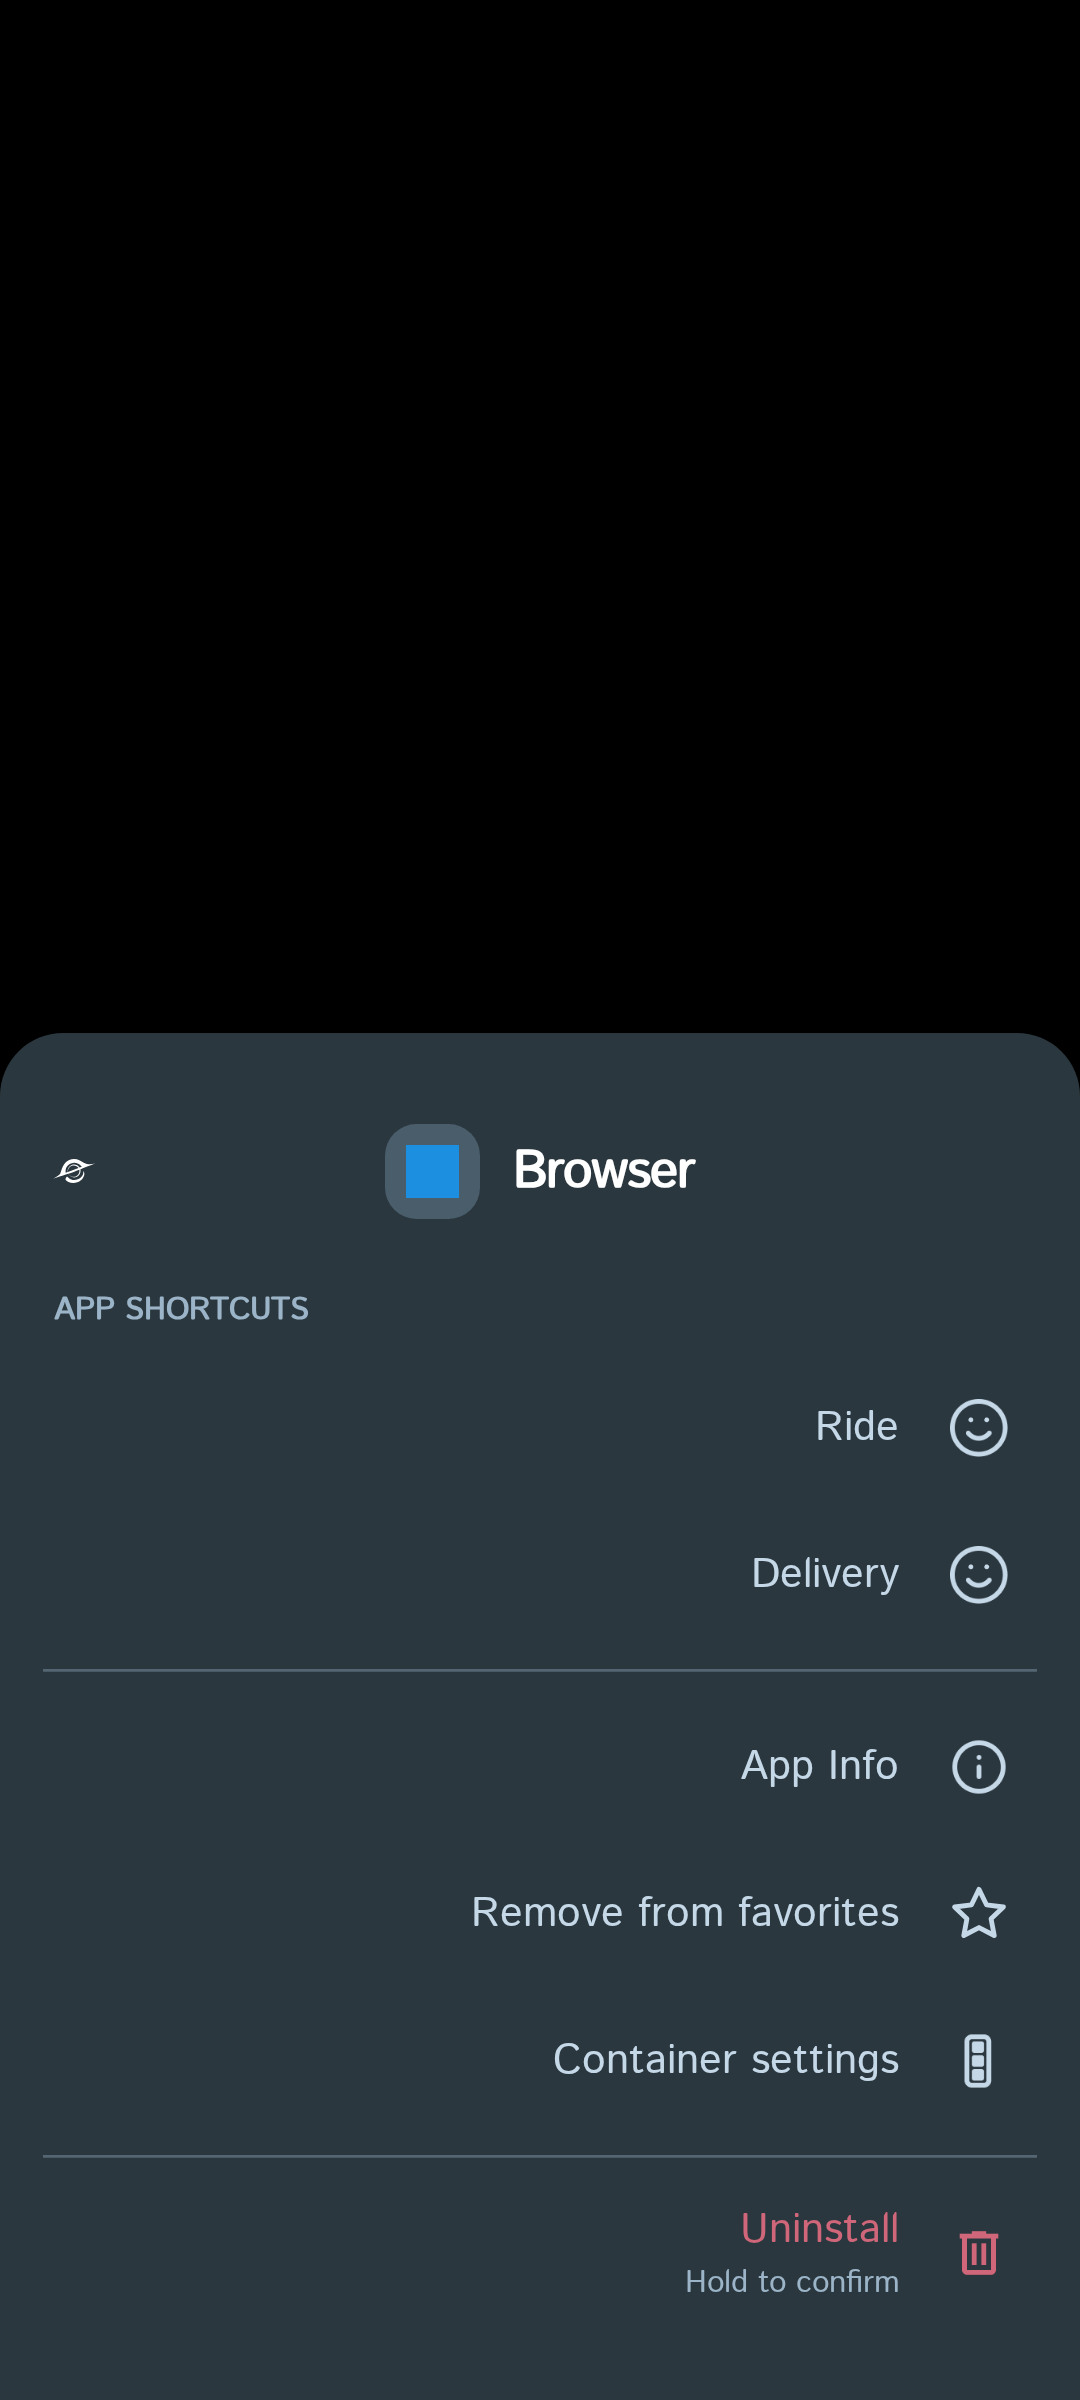 Browser
APP SHORTCUTS
Ride
Delivery
App Info
Remove from favorites
Container settings
Uninstall
Hold to confirm